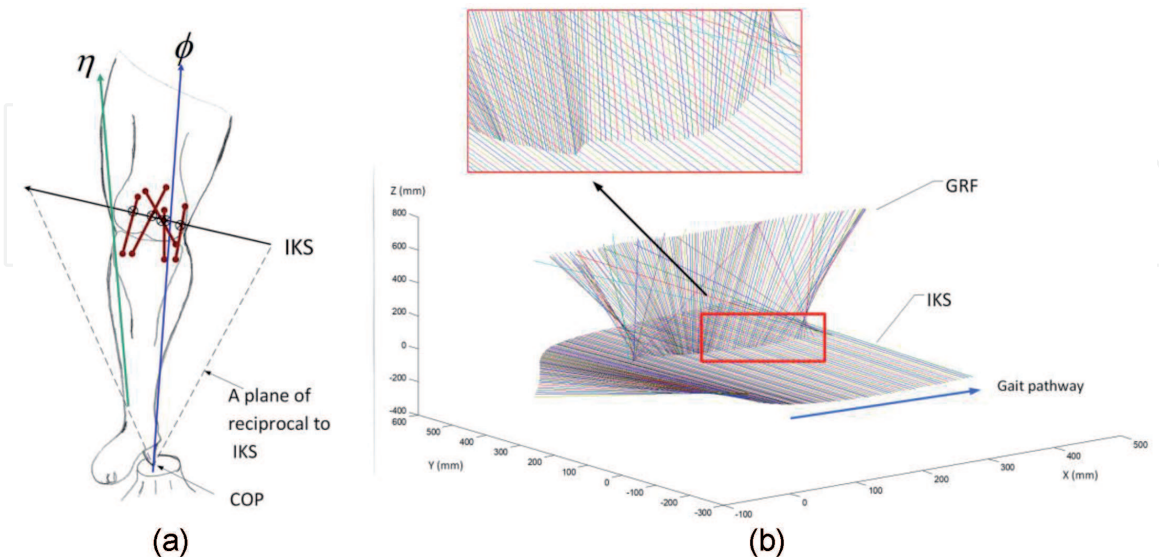 η
ϕ
IKS
A plane of
reciprocal to
IKS
COP
(a)
Z (mm)
800
600
400
200
0
-200
-400
600
500
400
300
200
100
0
-100
-200
-300
Y (mm)
-100
0
100
200
300
400
500
X (mm)
GRF
IKS
Gait pathway
(b)